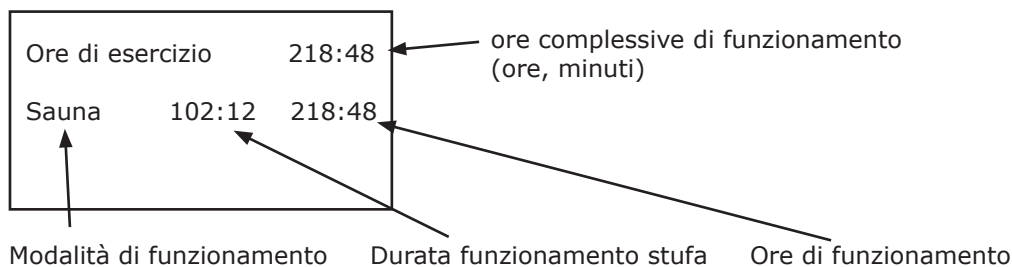 Ore di esercizio 218:48
ore complessive di funzionamento
(ore, minuti)
Sauna 102:12 218:48
Modalità di funzionamento Durata funzionamento stufa Ore di funzionamento